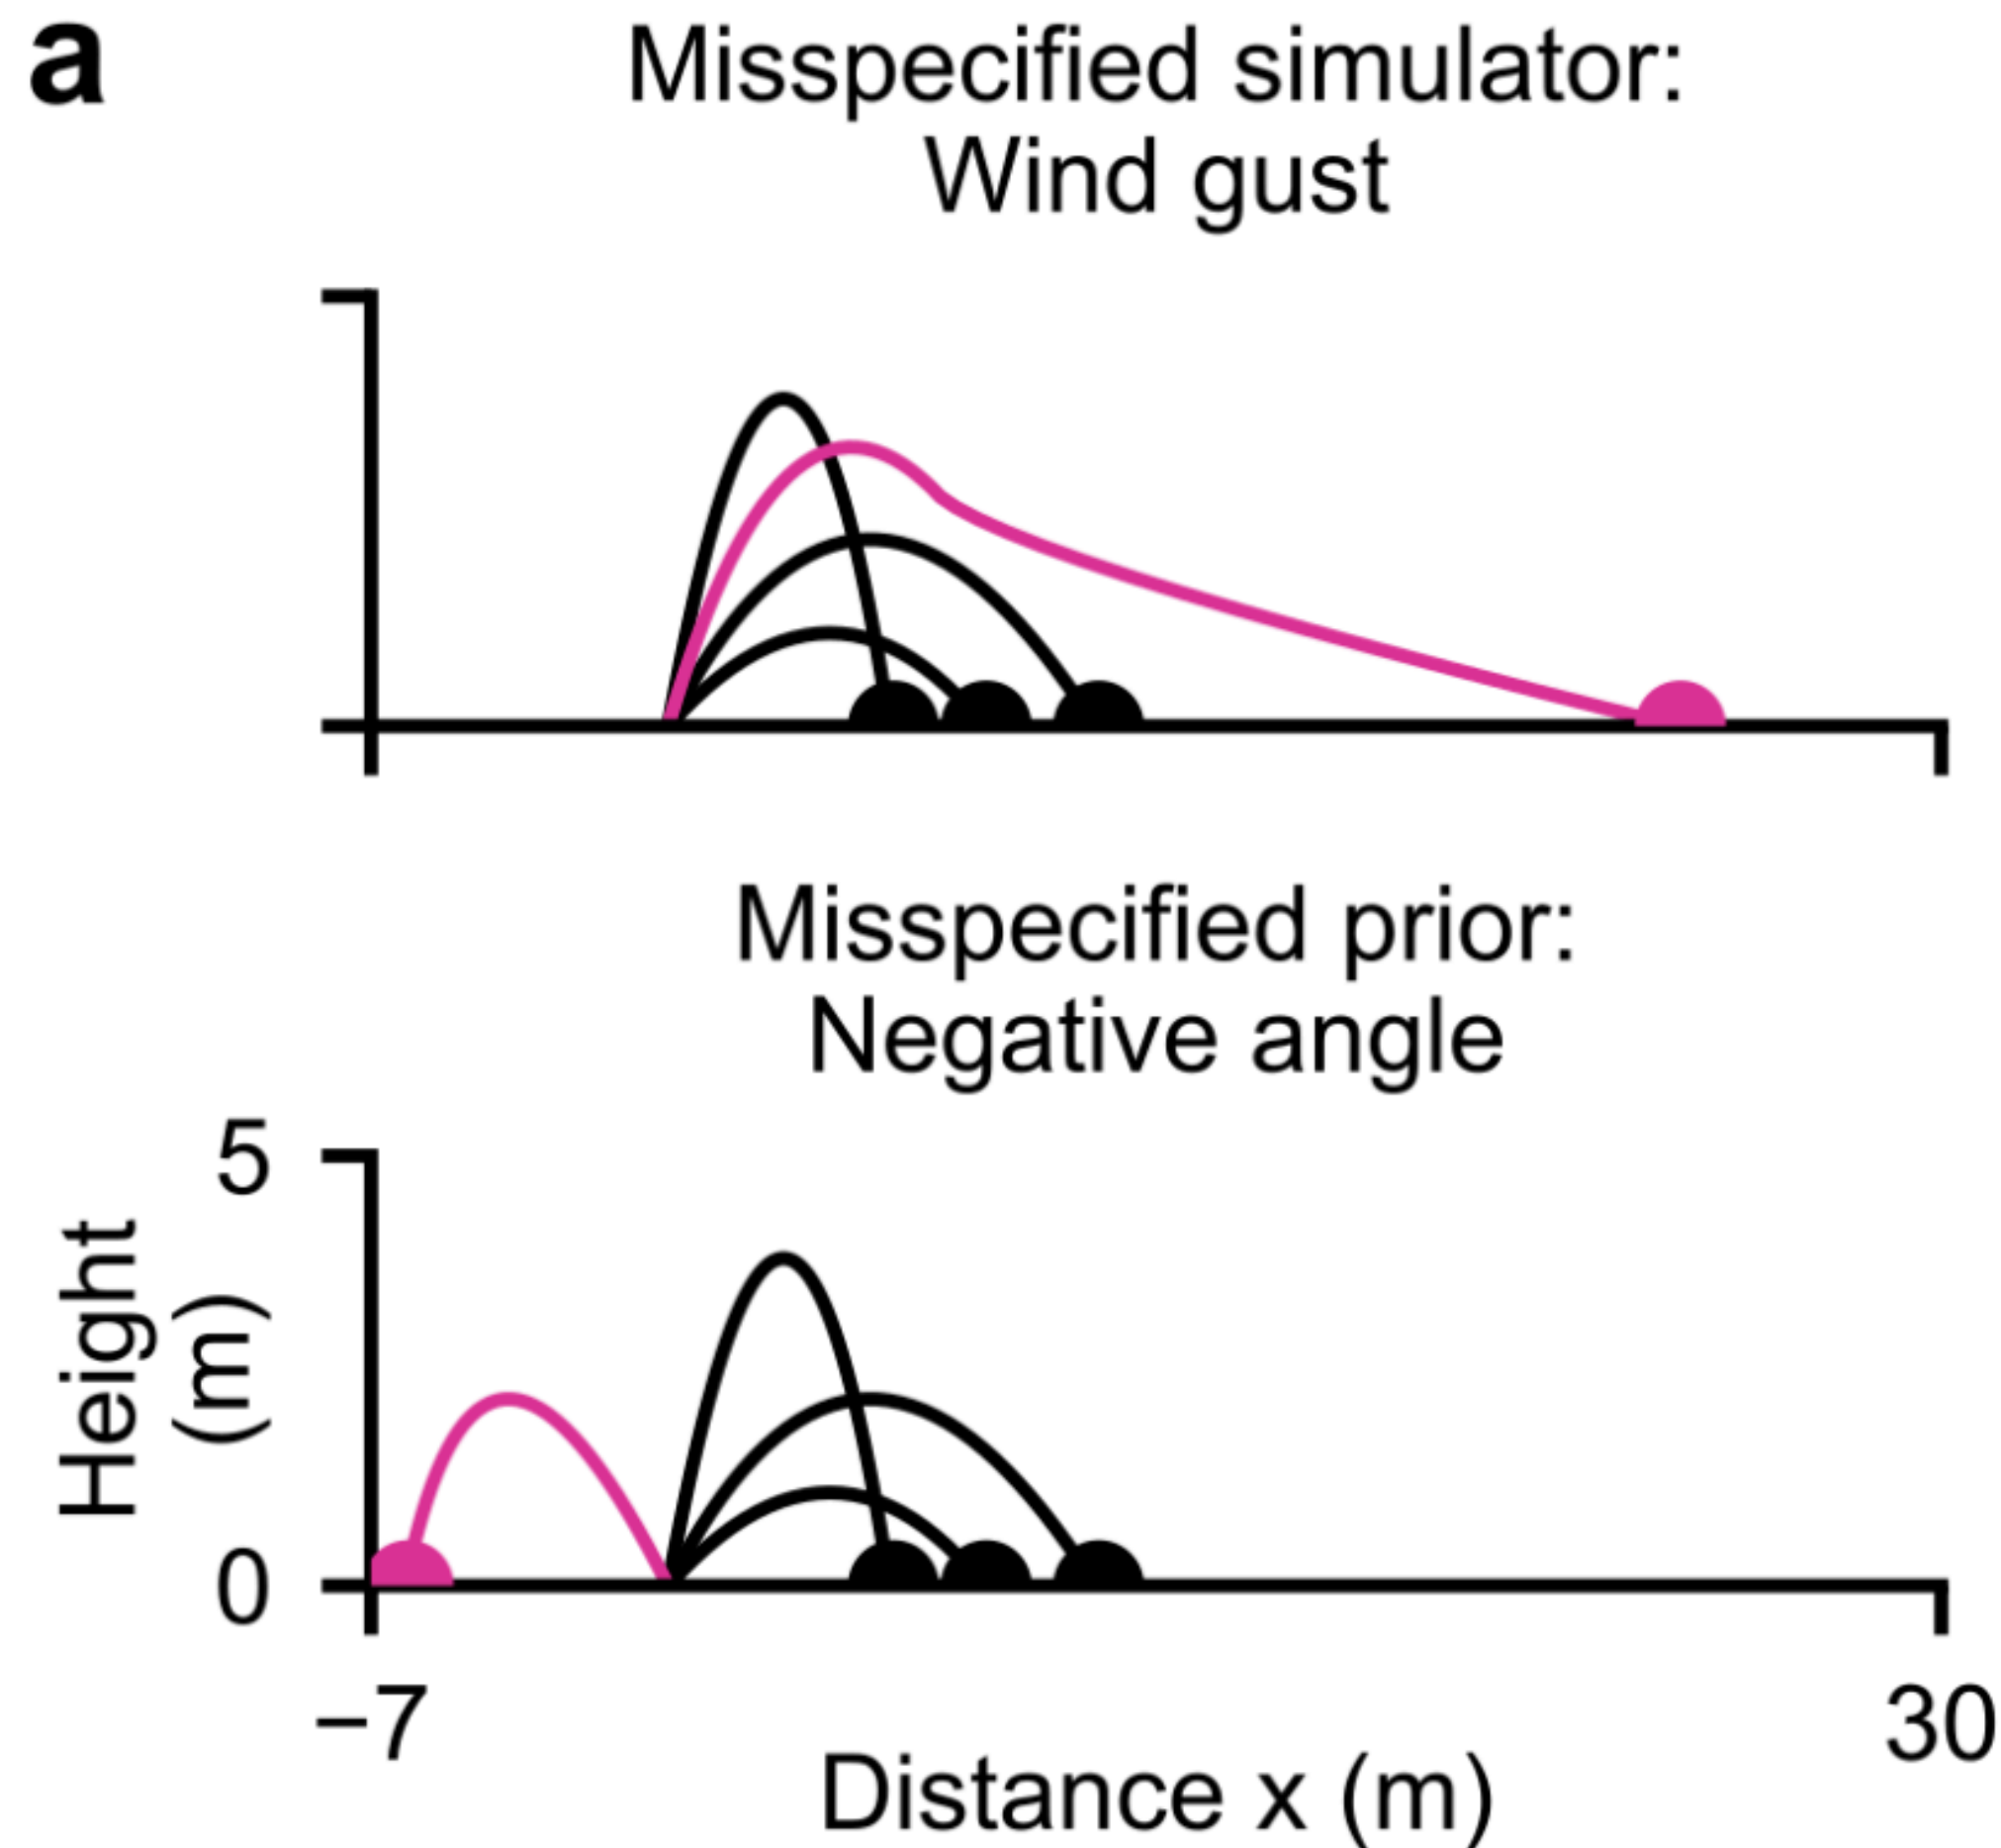 a
Misspecified simulator:
Wind gust
Misspecified prior:
Negative angle
5
Height
(m)
0
−7
30
Distance x (m)